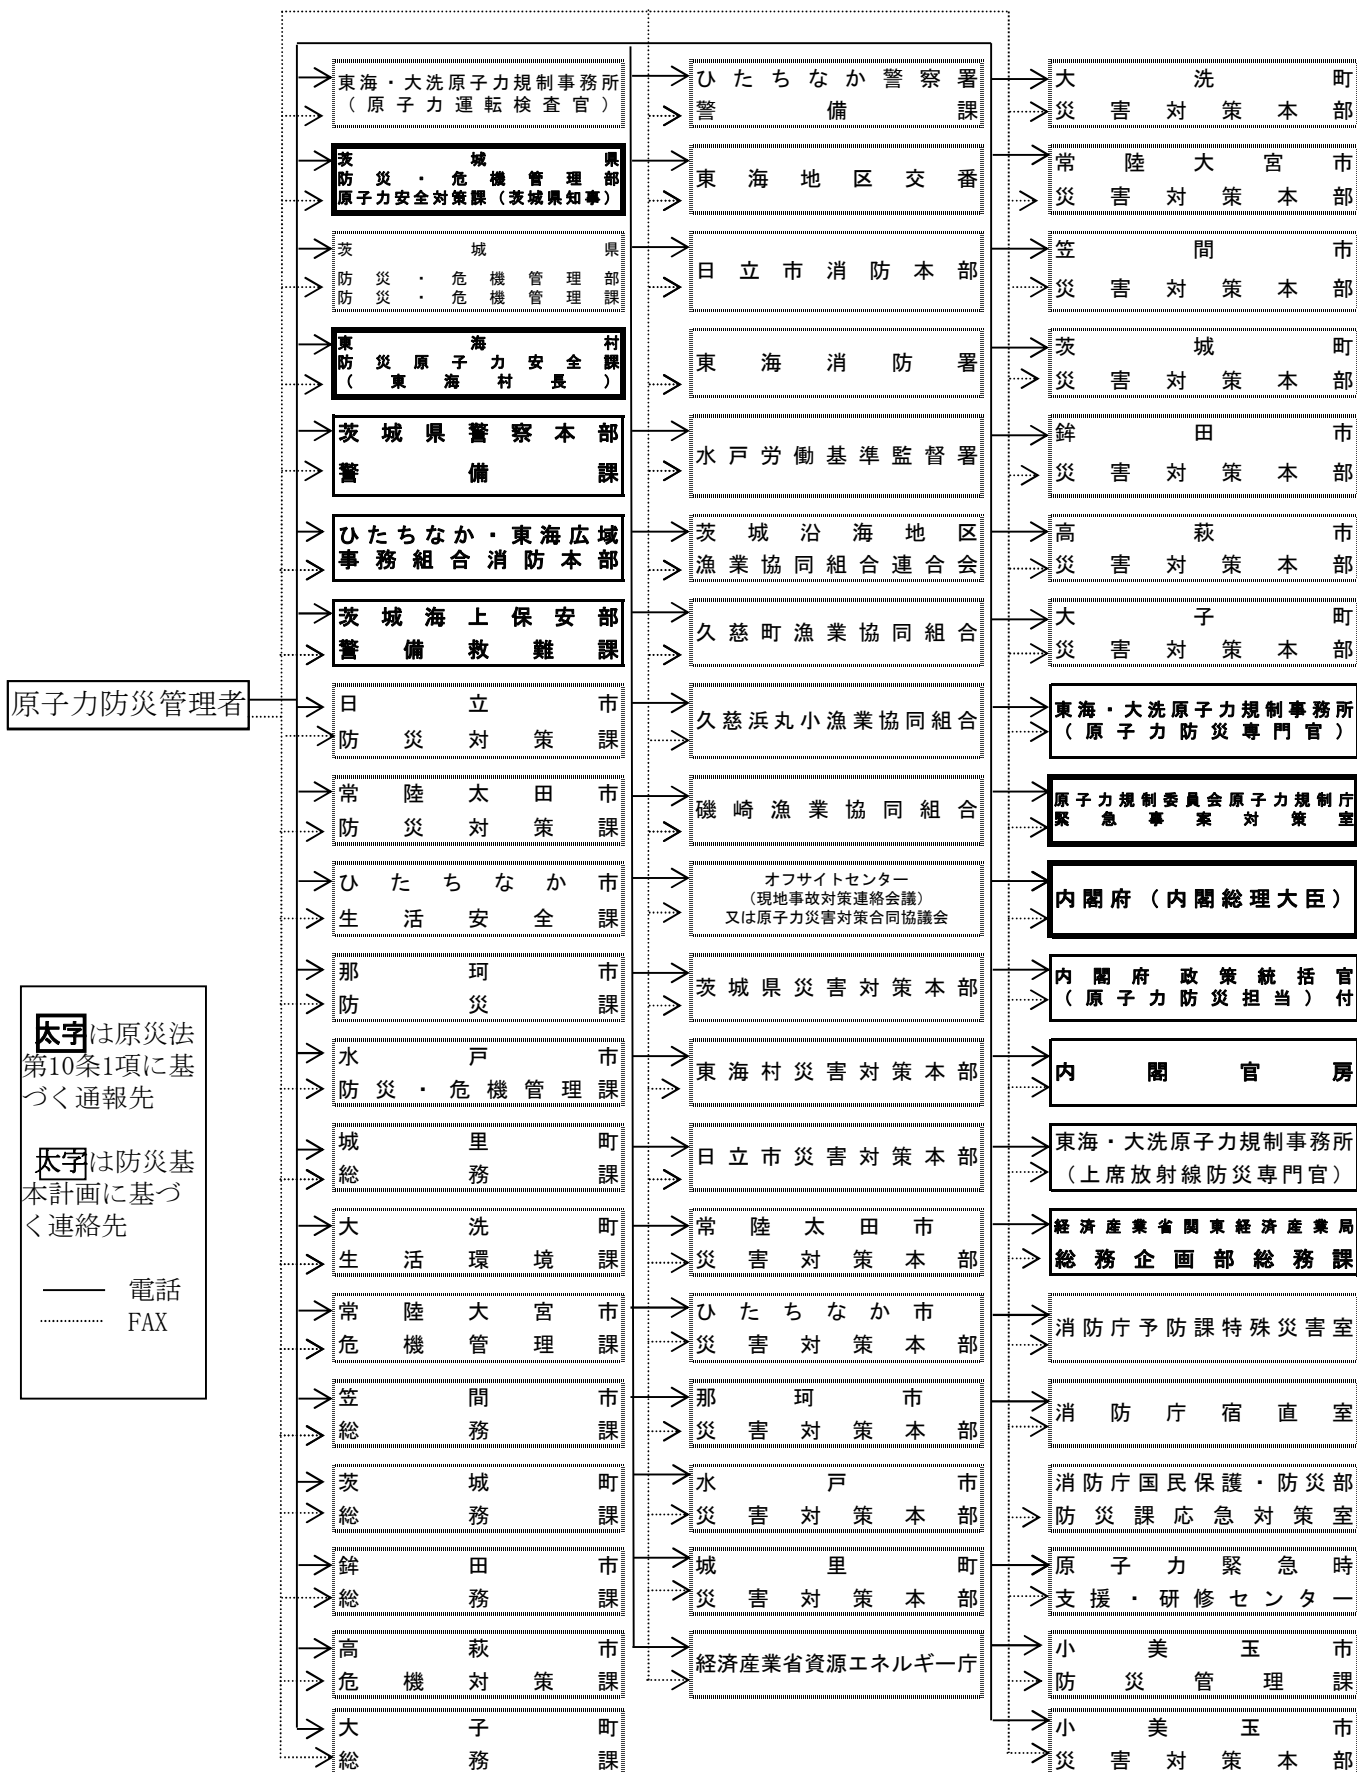 原子力防災管理者
太字は原災法
第10条1項に基
づく通報先
太字は防災基
本計画に基づ
く連絡先
電話
FAX
東海・大洗原子力規制事務所
（原子力運転検査官）
茨城県
防災・危機管理部
原子力安全対策課（茨城県知事）
茨城県
防災・危機管理部
防災・危機管理課
東海村
防災原子力安全課
（東海村長）
茨城県警察本部
警備課
ひたちなか・東海広域
事務組合消防本部
茨城海上保安部
警備救難課
日立市
防災対策課
常陸太田市
防災対策課
ひたちなか市
生活安全課
那珂市
防災課
水戸市
防災・危機管理課
城里町
総務課
大洗町
生活環境課
常陸大宮市
危機管理課
笠間市
総務課
茨城町
総務課
鉾田市
総務課
高萩市
危機対策課
大子町
総務課
ひたちなか警察署
警備課
東海地区交番
日立市消防本部
東海消防署
水戸労働基準監督署
茨城沿海地区
漁業協同組合連合会
久慈町漁業協同組合
久慈浜丸小漁業協同組合
磯崎漁業協同組合
オフサイトセンター
（現地事故対策連絡会議）
又は原子力災害対策合同協議会
茨城県災害対策本部
東海村災害対策本部
日立市災害対策本部
常陸太田市
災害対策本部
ひたちなか市
災害対策本部
那珂市
災害対策本部
水戸市
災害対策本部
城里町
災害対策本部
経済産業省資源エネルギー庁
大洗町
災害対策本部
常陸大宮市
災害対策本部
笠間市
災害対策本部
茨城町
災害対策本部
鉾田市
災害対策本部
高萩市
災害対策本部
大子町
災害対策本部
東海・大洗原子力規制事務所
（原子力防災専門官）
原子力規制委員会原子力規制庁
緊急事案対策室
内閣府（内閣総理大臣）
内閣府政策統括官
（原子力防災担当）付
内閣官房
東海・大洗原子力規制事務所
（上席放射線防災専門官）
経済産業省関東経済産業局
総務企画部総務課
消防庁予防課特殊災害室
消防庁宿直室
消防庁国民保護・防災部
防災課応急対策室
原子力緊急時
支援・研修センター
小美玉市
防災管理課
小美玉市
災害対策本部